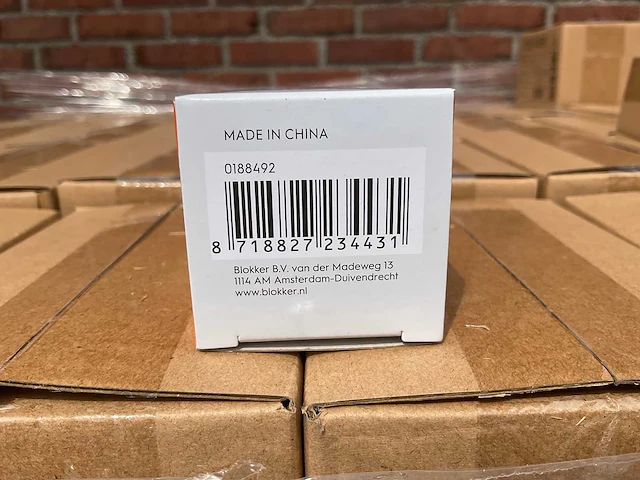 MADE IN CHINA
0188492
8 718827 234431
Blokker B.V. van der Madeweg 13
1114 AM Amsterdam-Duivendrecht
www.blokker.nl